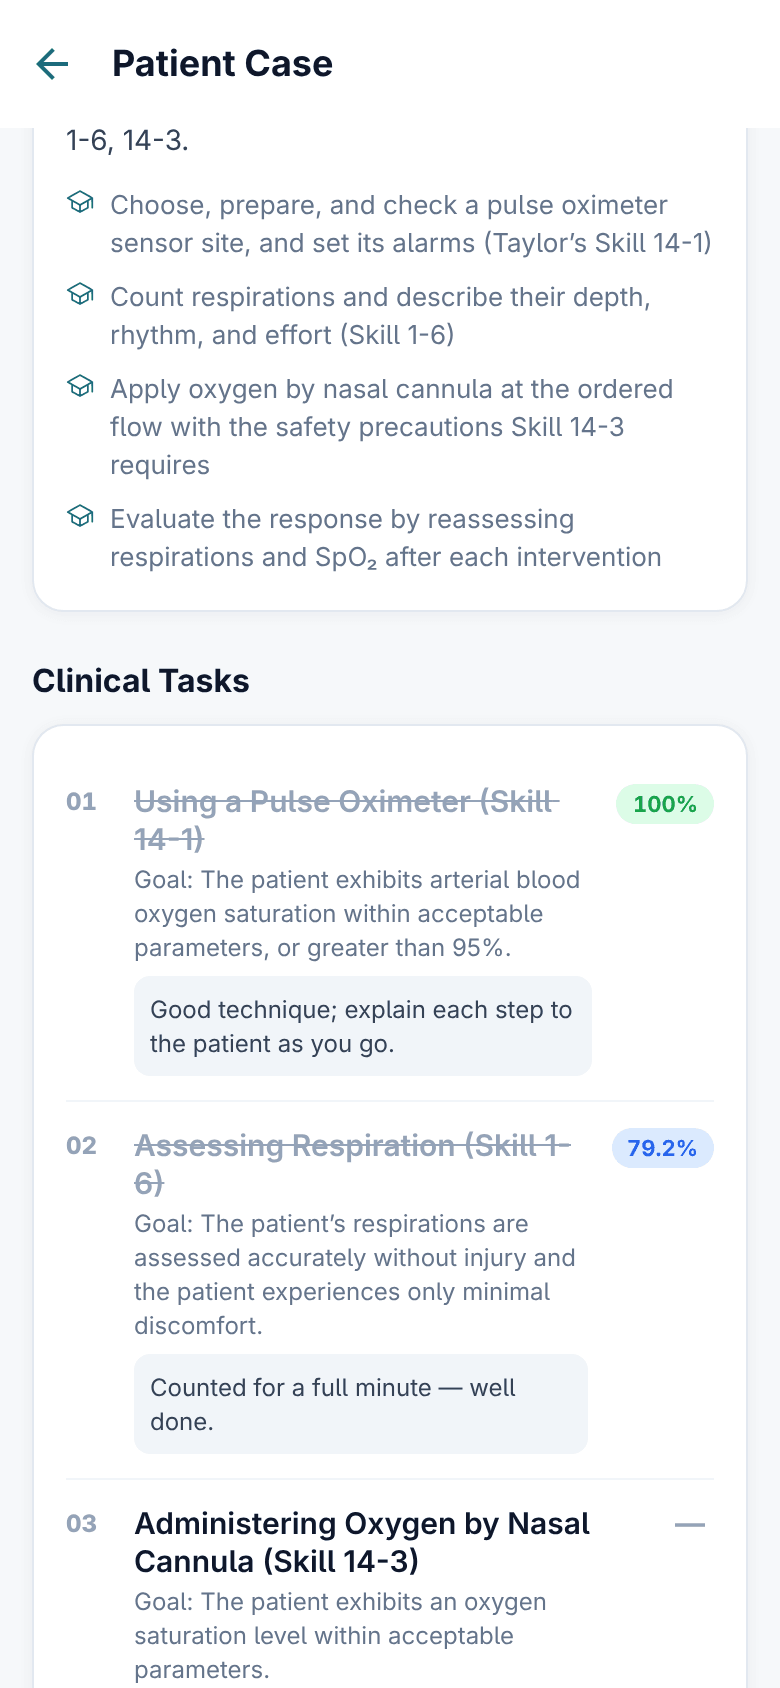 Patient Case
1-6, 14-3.
Choose, prepare, and check a pulse oximeter
sensor site, and set its alarms (Taylor’s Skill 14-1)
Count respirations and describe their depth,
rhythm, and effort (Skill 1-6)
Apply oxygen by nasal cannula at the ordered
flow with the safety precautions Skill 14-3
requires
Evaluate the response by reassessing
respirations and SpO₂ after each intervention
Clinical Tasks
01
Using a Pulse Oximeter (Skill
14-1)
100%
Goal: The patient exhibits arterial blood
oxygen saturation within acceptable
parameters, or greater than 95%.
Good technique; explain each step to
the patient as you go.
02
Assessing Respiration (Skill 1-
6)
79.2%
Goal: The patient’s respirations are
assessed accurately without injury and
the patient experiences only minimal
discomfort.
Counted for a full minute — well
done.
03
Administering Oxygen by Nasal
Cannula (Skill 14-3)
—
Goal: The patient exhibits an oxygen
saturation level within acceptable
parameters.